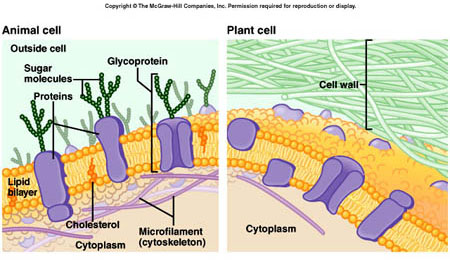 Copyright © The McGraw-Hill Companies, Inc. Permission required for reproduction or display.
Animal cell
Outside cell
Sugar
molecules
Glycoprotein
Proteins
Lipid
bilayer
Cholesterol
Cytoplasm
Microfilament
(cytoskeleton)
Plant cell
Cell wall
Cytoplasm